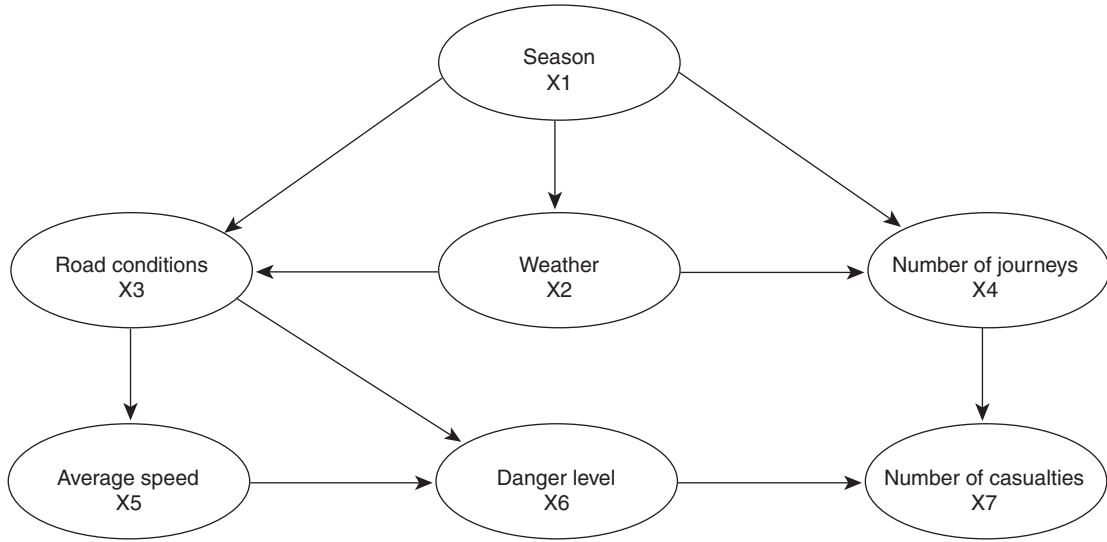 Season
X1
Road conditions
X3
Weather
X2
Number of journeys
X4
Average speed
X5
Danger level
X6
Number of casualties
X7